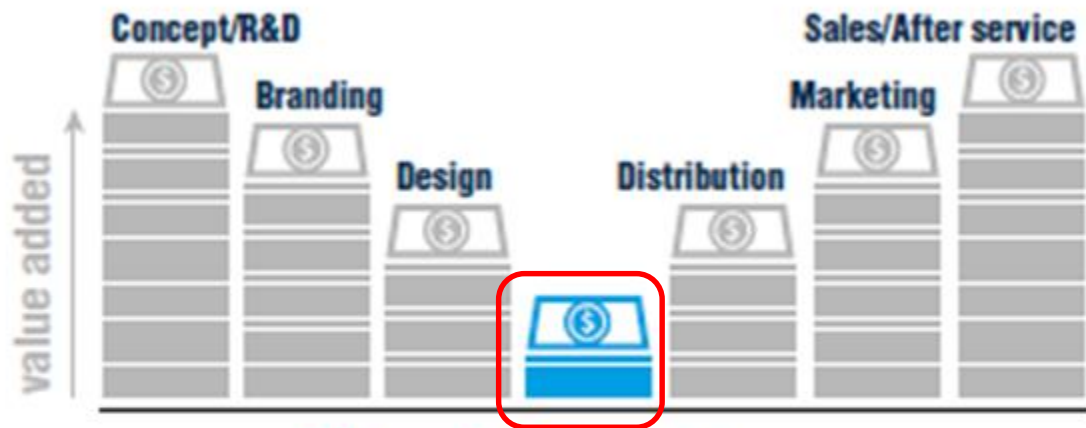 Concept/R&D
Sales/After service
Branding
Marketing
Design
Distribution
value added
$
$
$
$
$
$
$